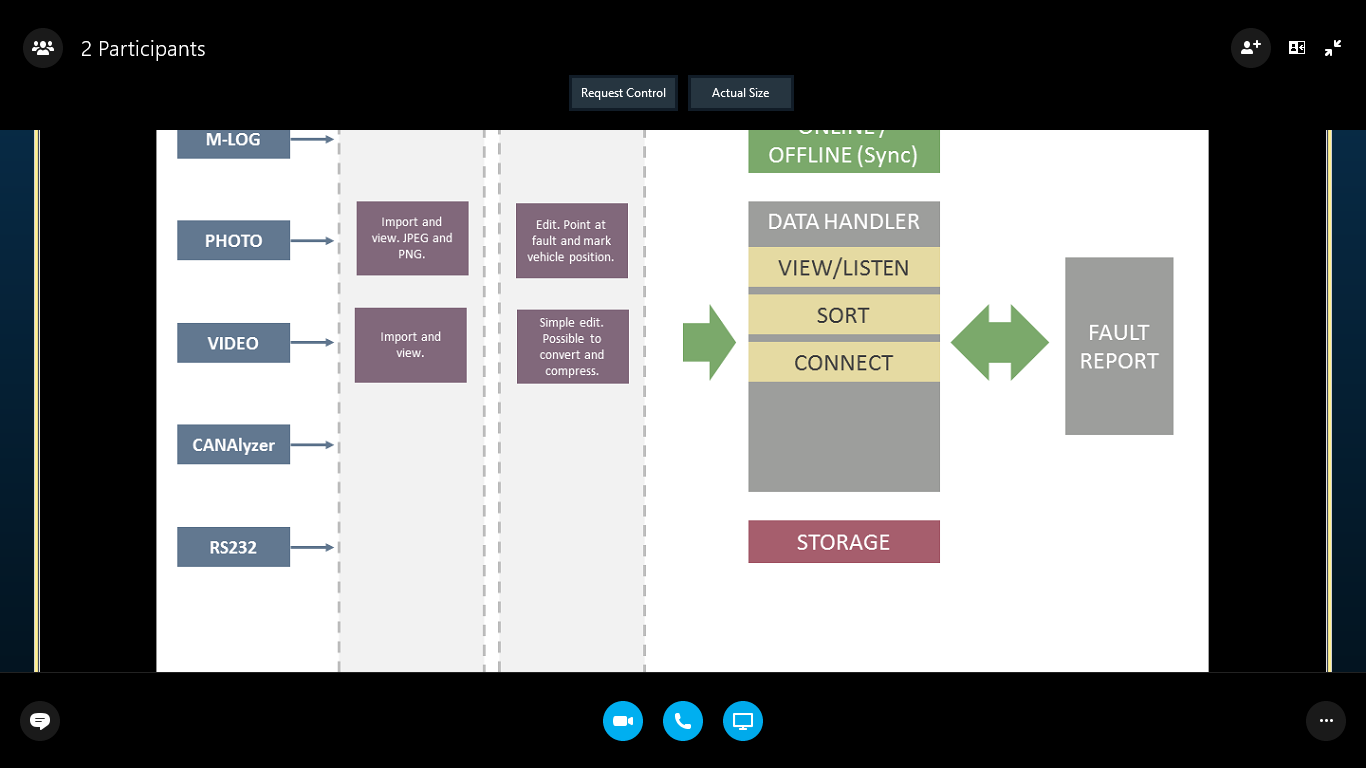 2 Participants
Request Control
Actual Size
M-LOG
ONLINE /
OFFLINE (Sync)
PHOTO
Import and
view. JPEG and
PNG.
Edit. Point at
fault and mark
vehicle position.
DATA HANDLER
VIEW/LISTEN
SORT
CONNECT
VIDEO
Import and
view.
Simple edit.
Possible to
convert and
compress.
FAULT
REPORT
CANAlyzer
RS232
STORAGE